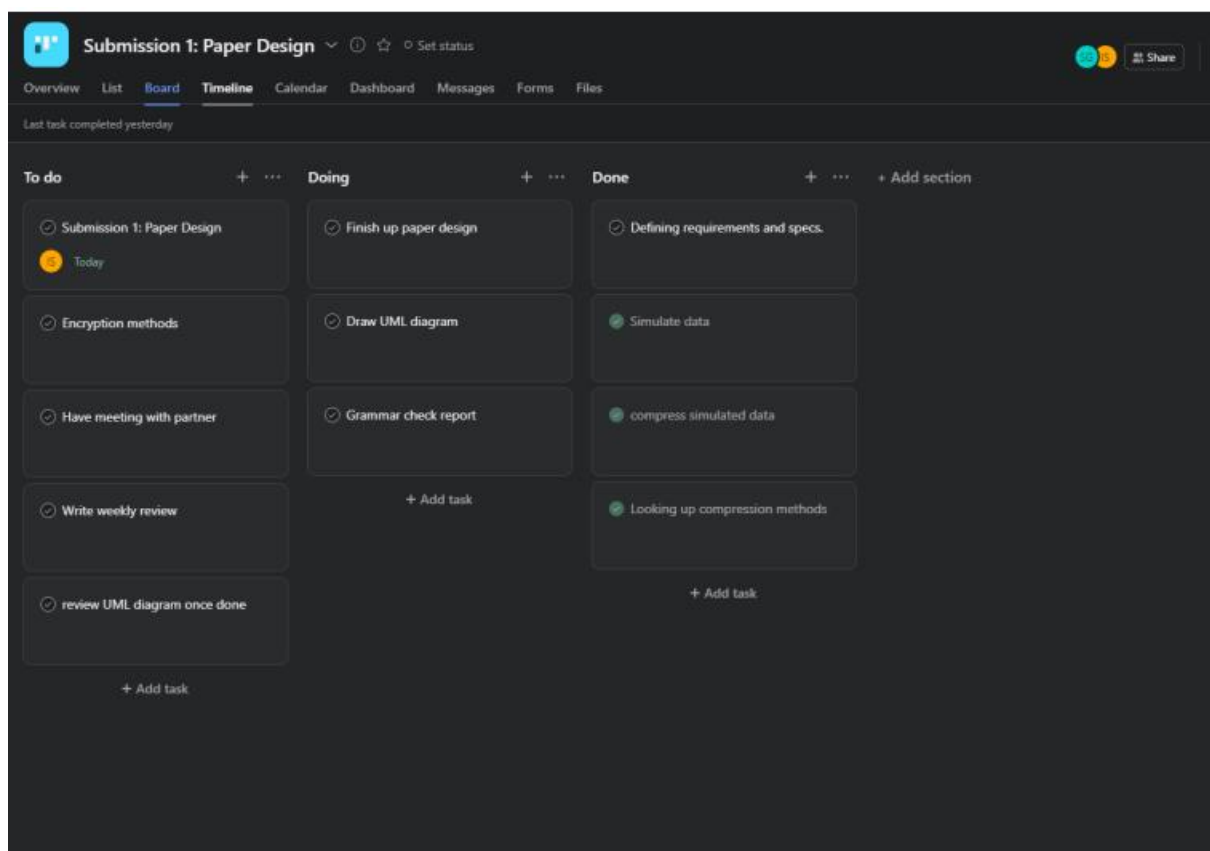 Submission 1: Paper Design
Set status
SG IS
Share
Overview List Board Timeline Calendar Dashboard Messages Forms Files
Last task completed yesterday
To do
Submission 1: Paper Design
IS Today
Encryption methods
Have meeting with partner
Write weekly review
review UML diagram once done
+ Add task
Doing
Finish up paper design
Draw UML diagram
Grammar check report
+ Add task
Done
Defining requirements and specs.
Simulate data
compress simulated data
Looking up compression methods
+ Add task
+ Add section